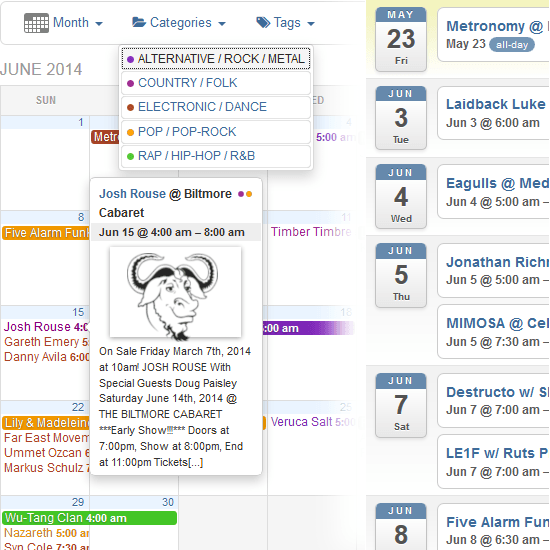 Month Categories Tags
JUNE 2014
SUN
ALTERNATIVE / ROCK / METAL
COUNTRY / FOLK
ELECTRONIC / DANCE
POP / POP-ROCK
RAP / HIP-HOP / R&B
1
5:00 am
8
Five Alarm Funk
Timber Timbre
Josh Rouse @ Biltmore
Cabaret
Jun 15 @ 4:00 am – 8:00 am
On Sale Friday March 7th, 2014
at 10am! JOSH ROUSE With
Special Guests Doug Paisley
Saturday June 14th, 2014 @
THE BILTMORE CABARET
***Early Show!!!*** Doors at
7:00pm, Show at 8:00pm, End
at 11:00pm Tickets[...]
15
Josh Rouse
Gareth Emery
Danny Avila 6:00
:00 am
22
Lily & Madeleine
Far East Movem
Ummet Ozcan
Markus Schulz
Veruca Salt 5:00
29 30
Wu-Tang Clan 4:00 am
Nazareth 5:00 am
Syn Cole 7:30 a
MAY
23
Fri
Metronomy @
May 23 all-day
JUN
3
Tue
Laidback Luke
Jun 3 @ 6:00 am
JUN
4
Wed
Eagulls @ Med
Jun 4 @ 5:00 am –
JUN
5
Thu
Jonathan Richr
Jun 5 @ 5:00 am –
MIMOSA @ Cel
Jun 5 @ 7:30 am –
JUN
7
Sat
Destructo w/ S
Jun 7 @ 7:00 am –
LE1F w/ Ruts P
Jun 7 @ 7:00 am –
JUN
8
Five Alarm Fun
Jun 8 @ 6:30 am –